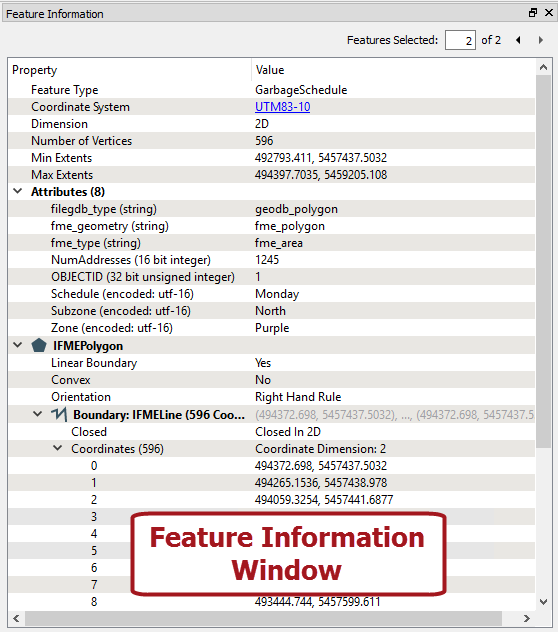 Feature Information
Features Selected: 2 of 2
Property Value
Feature Type GarbageSchedule
Coordinate System UTM83-10
Dimension 2D
Number of Vertices 596
Min Extents 492793.411, 5457437.5032
Max Extents 494397.7035, 5459205.108
Attributes (8)
filegdb_type (string) geodb_polygon
fme_geometry (string) fme_polygon
fme_type (string) fme_area
NumAddresses (16 bit integer) 1245
OBJECTID (32 bit unsigned integer) 1
Schedule (encoded: utf-16) Monday
Subzone (encoded: utf-16) North
Zone (encoded: utf-16) Purple
IFMEPolygon
Linear Boundary Yes
Convex No
Orientation Right Hand Rule
Boundary: IFMELine (596 Coo... (494372.698, 5457437.5032), ..., (494372.698, 5457437.5
Closed Closed In 2D
Coordinates (596) Coordinate Dimension: 2
0 494372.698, 5457437.5032
1 494265.1536, 5457438.978
2 494059.3254, 5457441.6877
3
4
5
6
7
8 493444.744, 5457599.611
Feature Information
Window